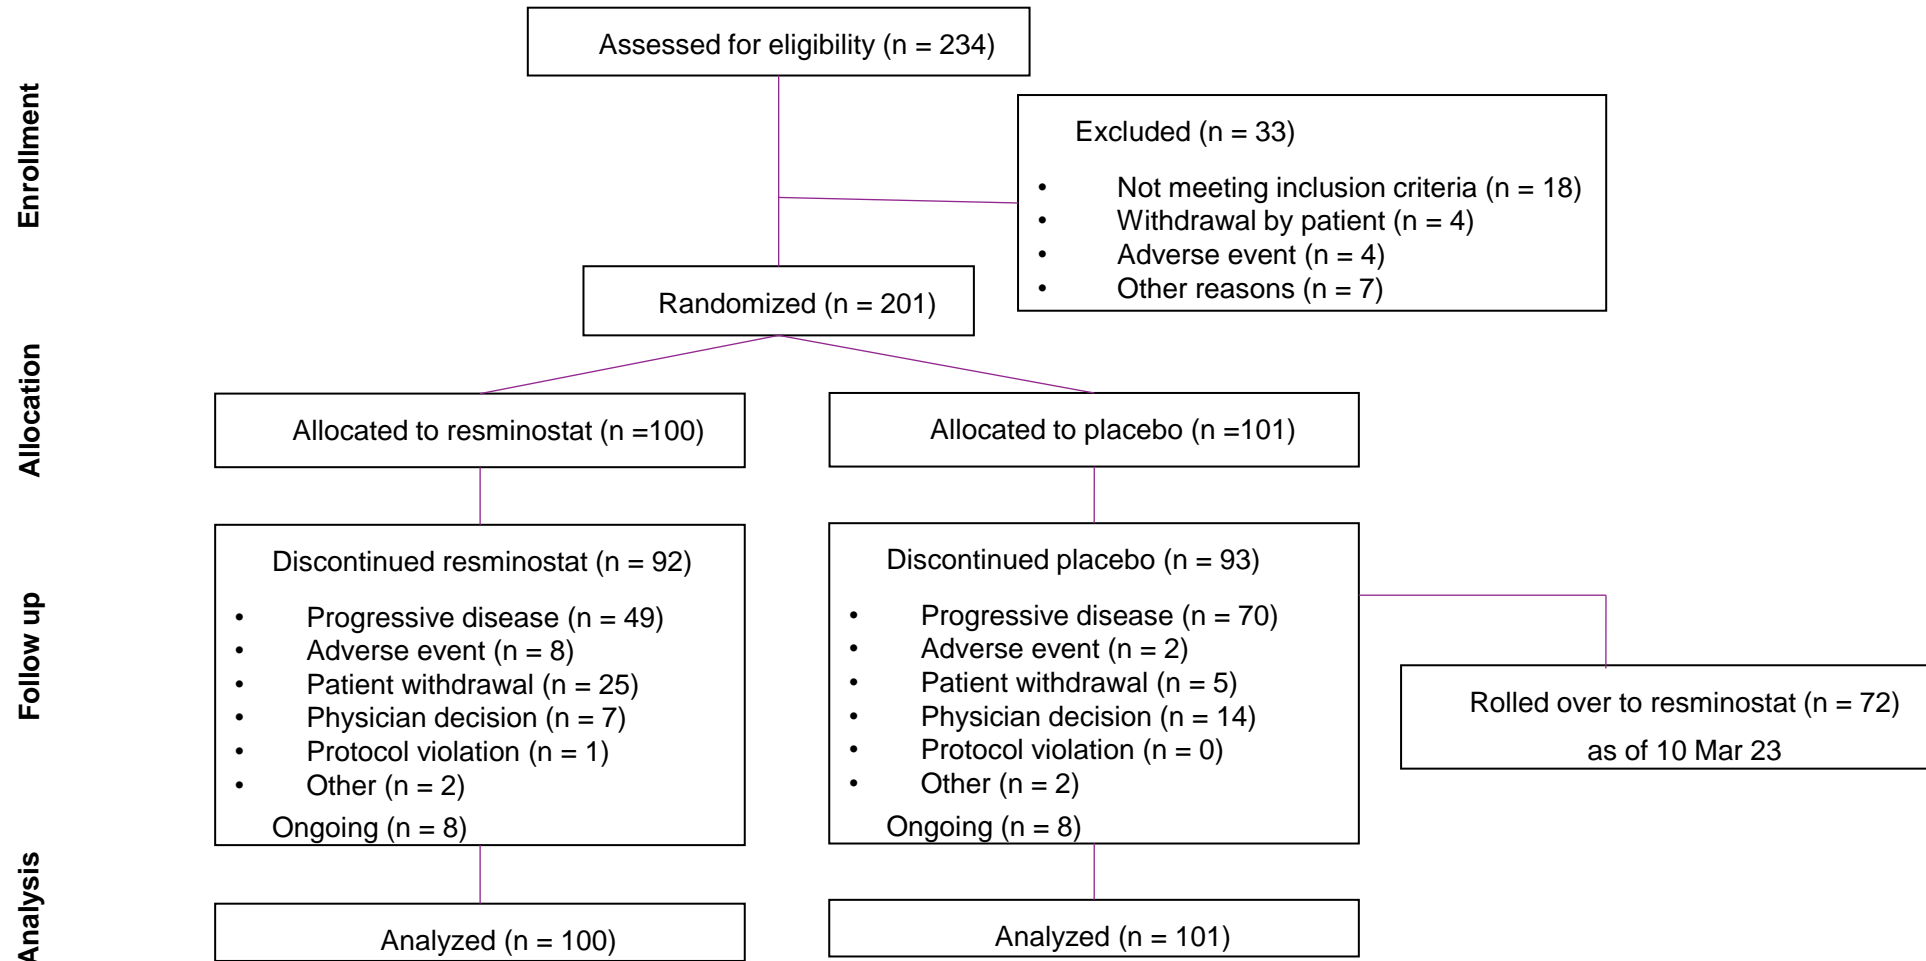 Enrollment
Assessed for eligibility (n = 234)
Excluded (n = 33)
• Not meeting inclusion criteria (n = 18)
• Withdrawal by patient (n = 4)
• Adverse event (n = 4)
• Other reasons (n = 7)
Randomized (n = 201)
Allocation
Allocated to resminostat (n =100)
Allocated to placebo (n =101)
Follow up
Discontinued resminostat (n = 92)
• Progressive disease (n = 49)
• Adverse event (n = 8)
• Patient withdrawal (n = 25)
• Physician decision (n = 7)
• Protocol violation (n = 1)
• Other (n = 2)
Ongoing (n = 8)
Discontinued placebo (n = 93)
• Progressive disease (n = 70)
• Adverse event (n = 2)
• Patient withdrawal (n = 5)
• Physician decision (n = 14)
• Protocol violation (n = 0)
• Other (n = 2)
Ongoing (n = 8)
Rolled over to resminostat (n = 72)
as of 10 Mar 23
Analysis
Analyzed (n = 100)
Analyzed (n = 101)